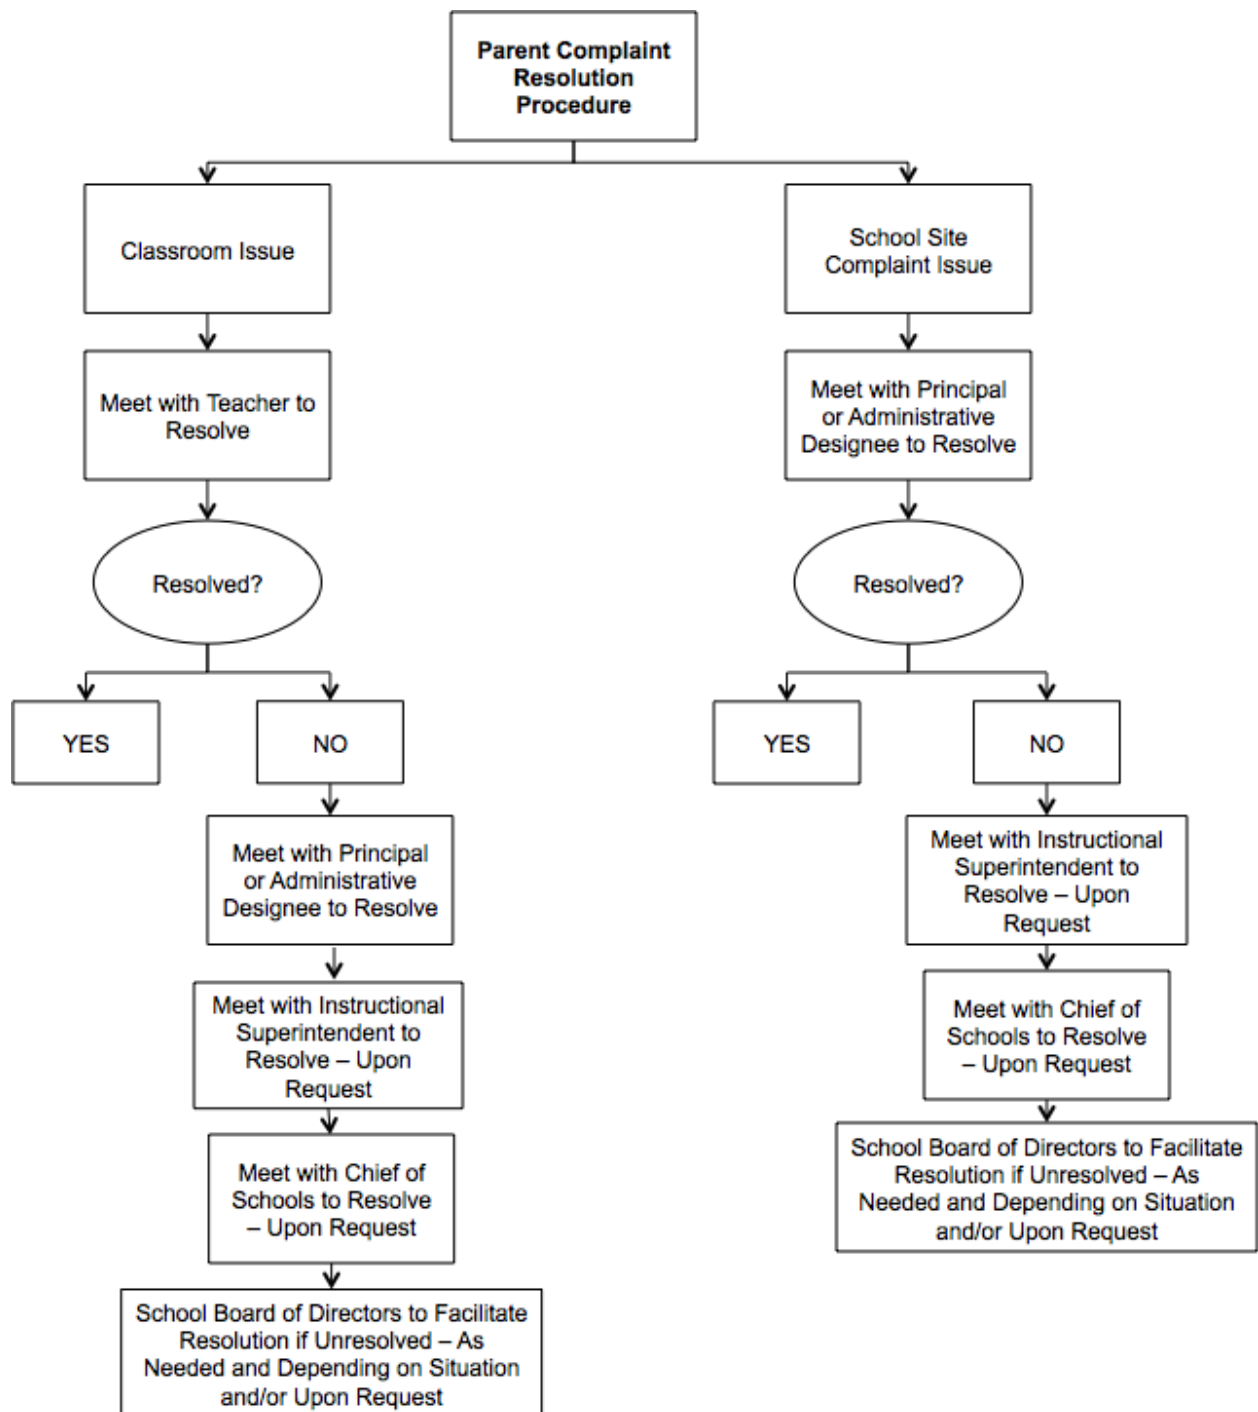 Parent Complaint
Resolution
Procedure
Classroom Issue
Meet with Teacher to
Resolve
Resolved?
YES
NO
Meet with Principal
or Administrative
Designee to Resolve
Meet with Instructional
Superintendent to
Resolve – Upon
Request
Meet with Chief
of Schools to Resolve
– Upon Request
School Board of Directors to Facilitate
Resolution if Unresolved – As
Needed and Depending on Situation
and/or Upon Request
School Site
Complaint Issue
Meet with Principal
or Administrative
Designee to Resolve
Resolved?
YES
NO
Meet with Instructional
Superintendent to
Resolve – Upon
Request
Meet with Chief of
Schools to Resolve
– Upon Request
School Board of Directors to Facilitate
Resolution if Unresolved – As
Needed and Depending on Situation
and/or Upon Request